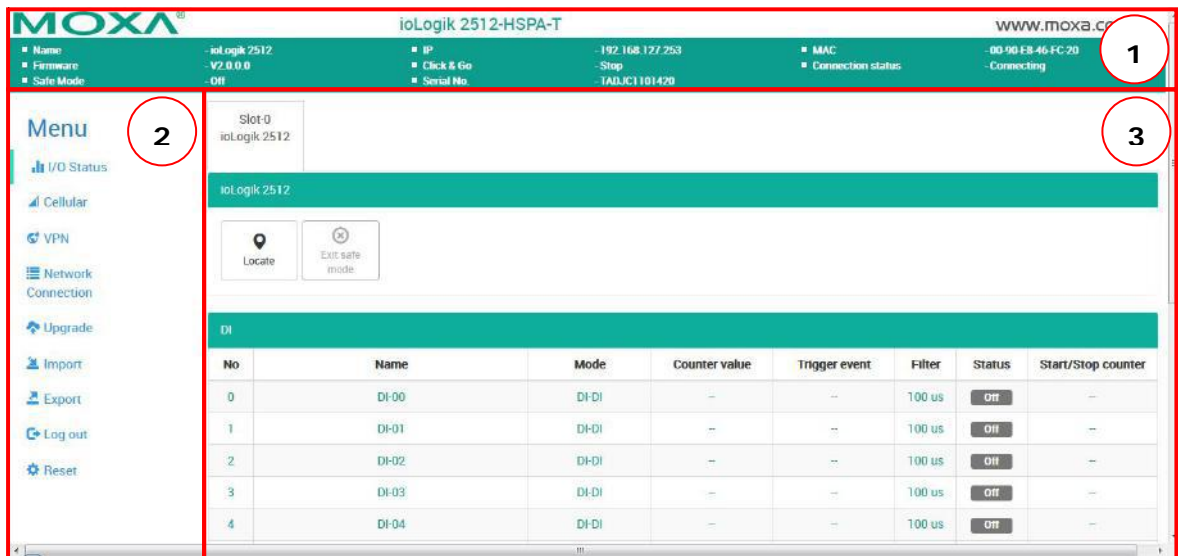 MOXA® ioLogik 2512-HSPA-T www.moxa.c
Name - ioLogik 2512 IP - 192.168.127.253 MAC - 00-90-E8-46-FC-20
Firmware - V2.0.0.0 Click & Go - Stop Connection status - Connecting
Safe Mode - Off Serial No. - TADJC1101420
1
2
3
Menu
I/O Status
Cellular
VPN
Network
Connection
Upgrade
Import
Export
Log out
Reset
Slot-0
ioLogik 2512
ioLogik 2512
Locate
Exit safe
mode
DI
No Name Mode Counter value Trigger event Filter Status Start/Stop counter
0 DI-00 DI-DI -- -- 100 us Off --
1 DI-01 DI-DI -- -- 100 us Off --
2 DI-02 DI-DI -- -- 100 us Off --
3 DI-03 DI-DI -- -- 100 us Off --
4 DI-04 DI-DI -- -- 100 us Off --